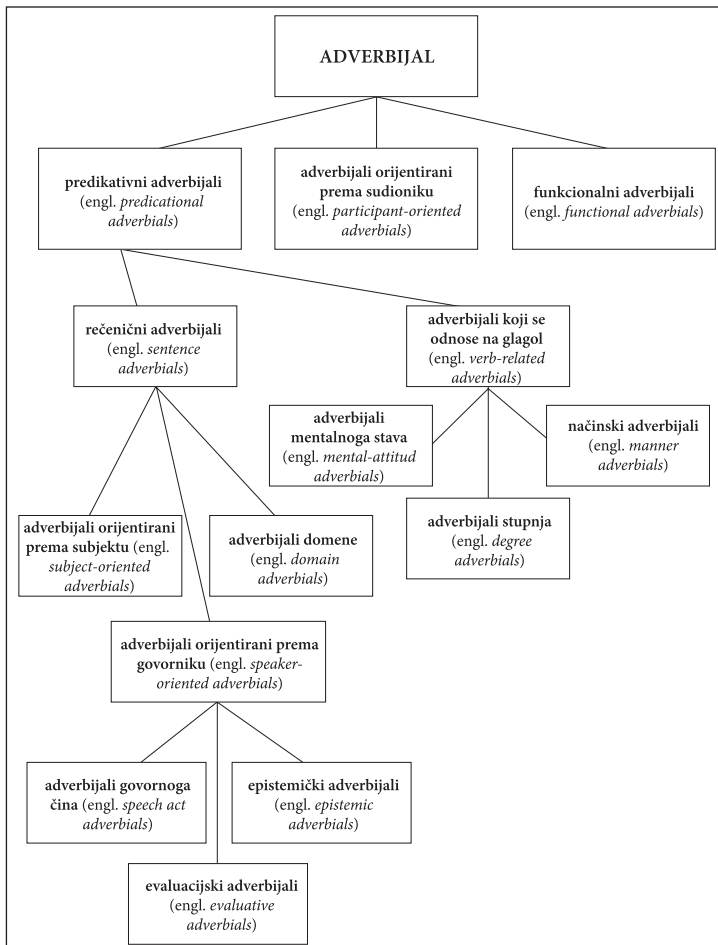 ADVERBIJAL
predikativni adverbijali
(engl. predicational
adverbials)
adverbijali orijentirani
prema sudioniku
(engl. participant-oriented
adverbials)
funkcionalni adverbijali
(engl. functional adverbials)
rečenični adverbijali
(engl. sentence
adverbials)
adverbijali koji se
odnose na glagol
(engl. verb-related
adverbials)
adverbijali
mentalnoga stava
(engl. mental-attitud
adverbials)
načinski adverbijali
(engl. manner
adverbials)
adverbijali stupnja
(engl. degree
adverbials)
adverbijali orijentirani
prema subjektu (engl.
subject-oriented
adverbials)
adverbijali domene
(engl. domain
adverbials)
adverbijali orijentirani prema
govorniku (engl. speaker-
oriented adverbials)
adverbijali govornoga
čina (engl. speech act
adverbials)
epistemički adverbijali
(engl. epistemic
adverbials)
evaluacijski adverbijali
(engl. evaluative
adverbials)